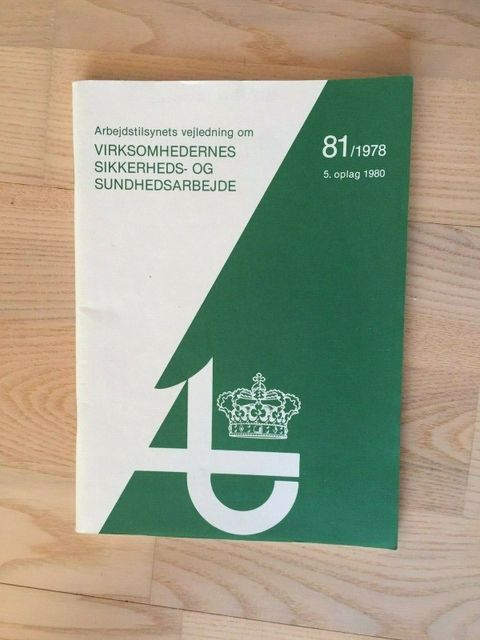 Arbejdstilsynets vejledning om
VIRKSOMHEDERNES
SIKKERHEDS- OG
SUNDHEDSARBEJDE
81/1978
5. oplag 1980